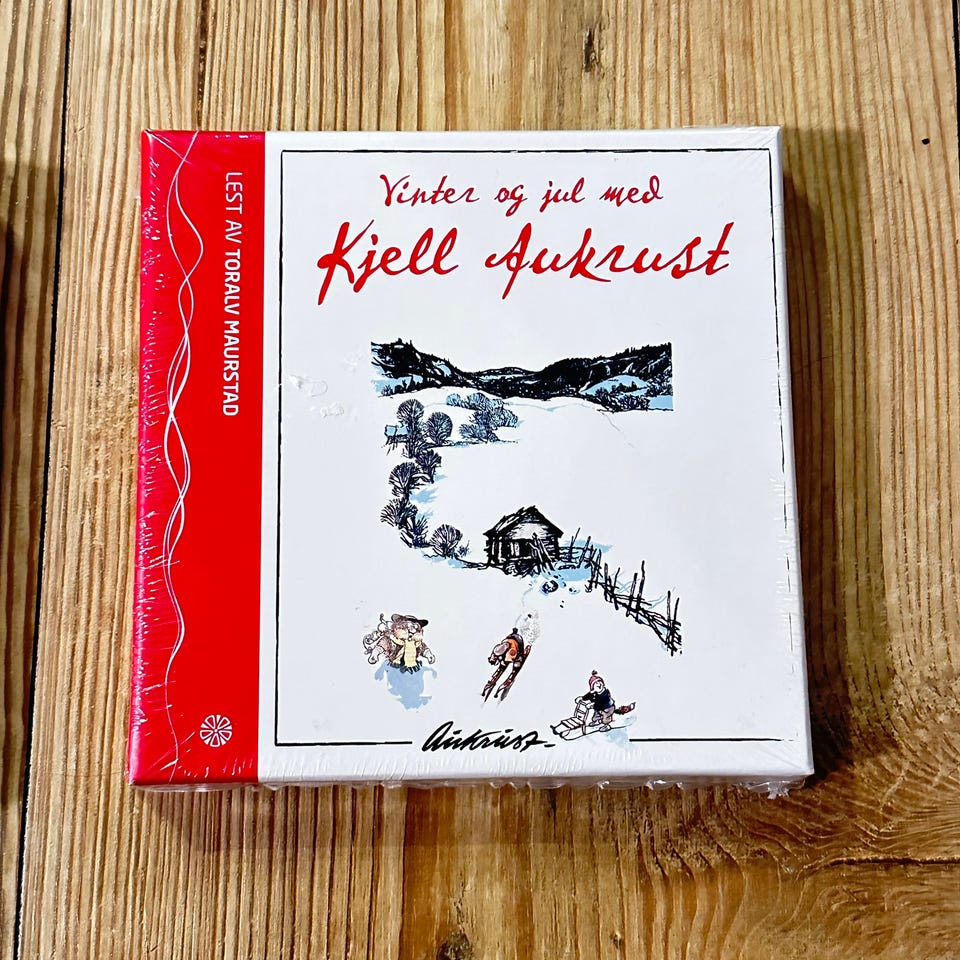 LEST AV TORALV MAURSTAD
Vinter og jul med
Kjell Aukrust
Aukrust